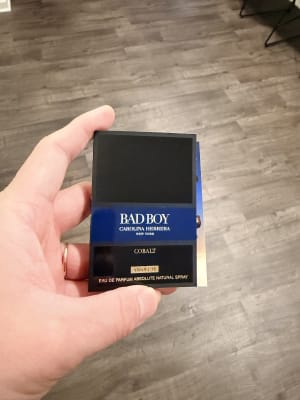 BAD BOY
CAROLINA HERRERA
NEW YORK
COBALT
EAU DE PARFUM ABSOLUTE NATURAL SPRAY